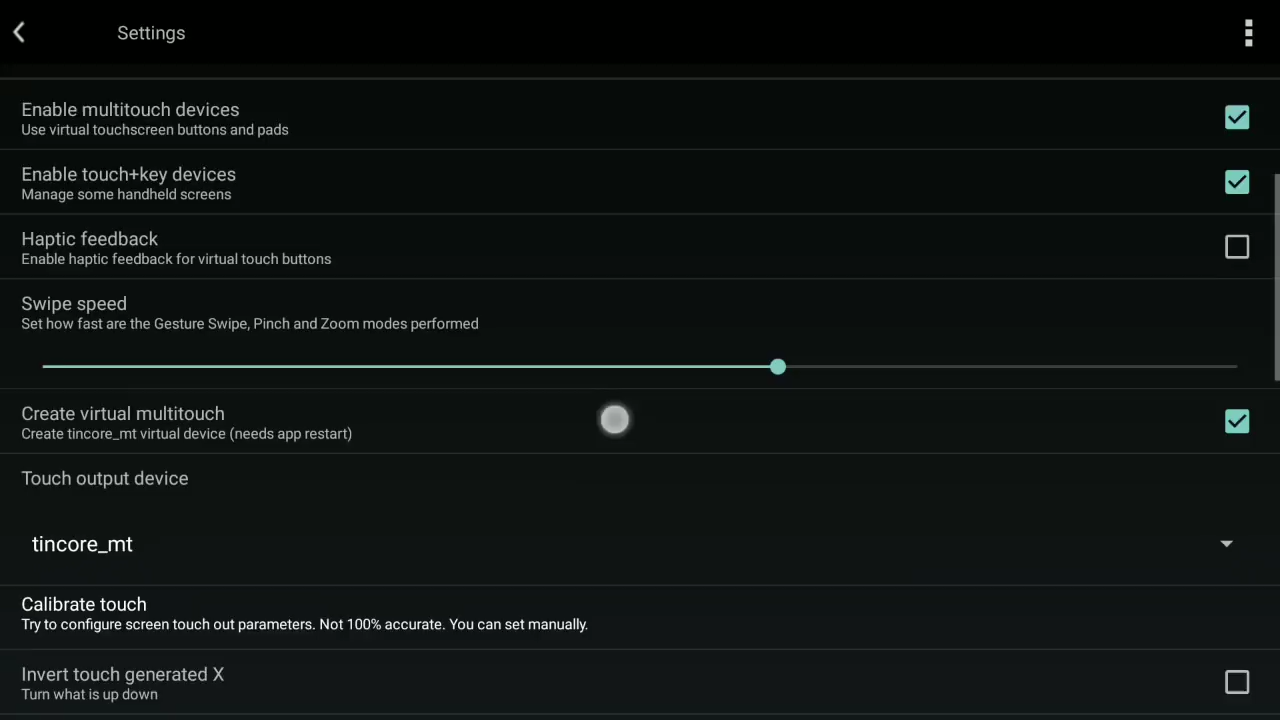 Settings
Enable multitouch devices
Use virtual touchscreen buttons and pads
Enable touch+key devices
Manage some handheld screens
Haptic feedback
Enable haptic feedback for virtual touch buttons
Swipe speed
Set how fast are the Gesture Swipe, Pinch and Zoom modes performed
Create virtual multitouch
Create tincore_mt virtual device (needs app restart)
Touch output device
tincore_mt
Calibrate touch
Try to configure screen touch out parameters. Not 100% accurate. You can set manually.
Invert touch generated X
Turn what is up down